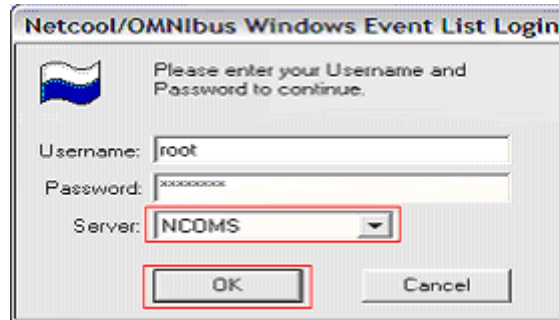 Netcool/OMNIbus Windows Event List Login
Please enter your Username and
Password to continue.
Username: root
Password: ********
Server: NCOMS
OK Cancel